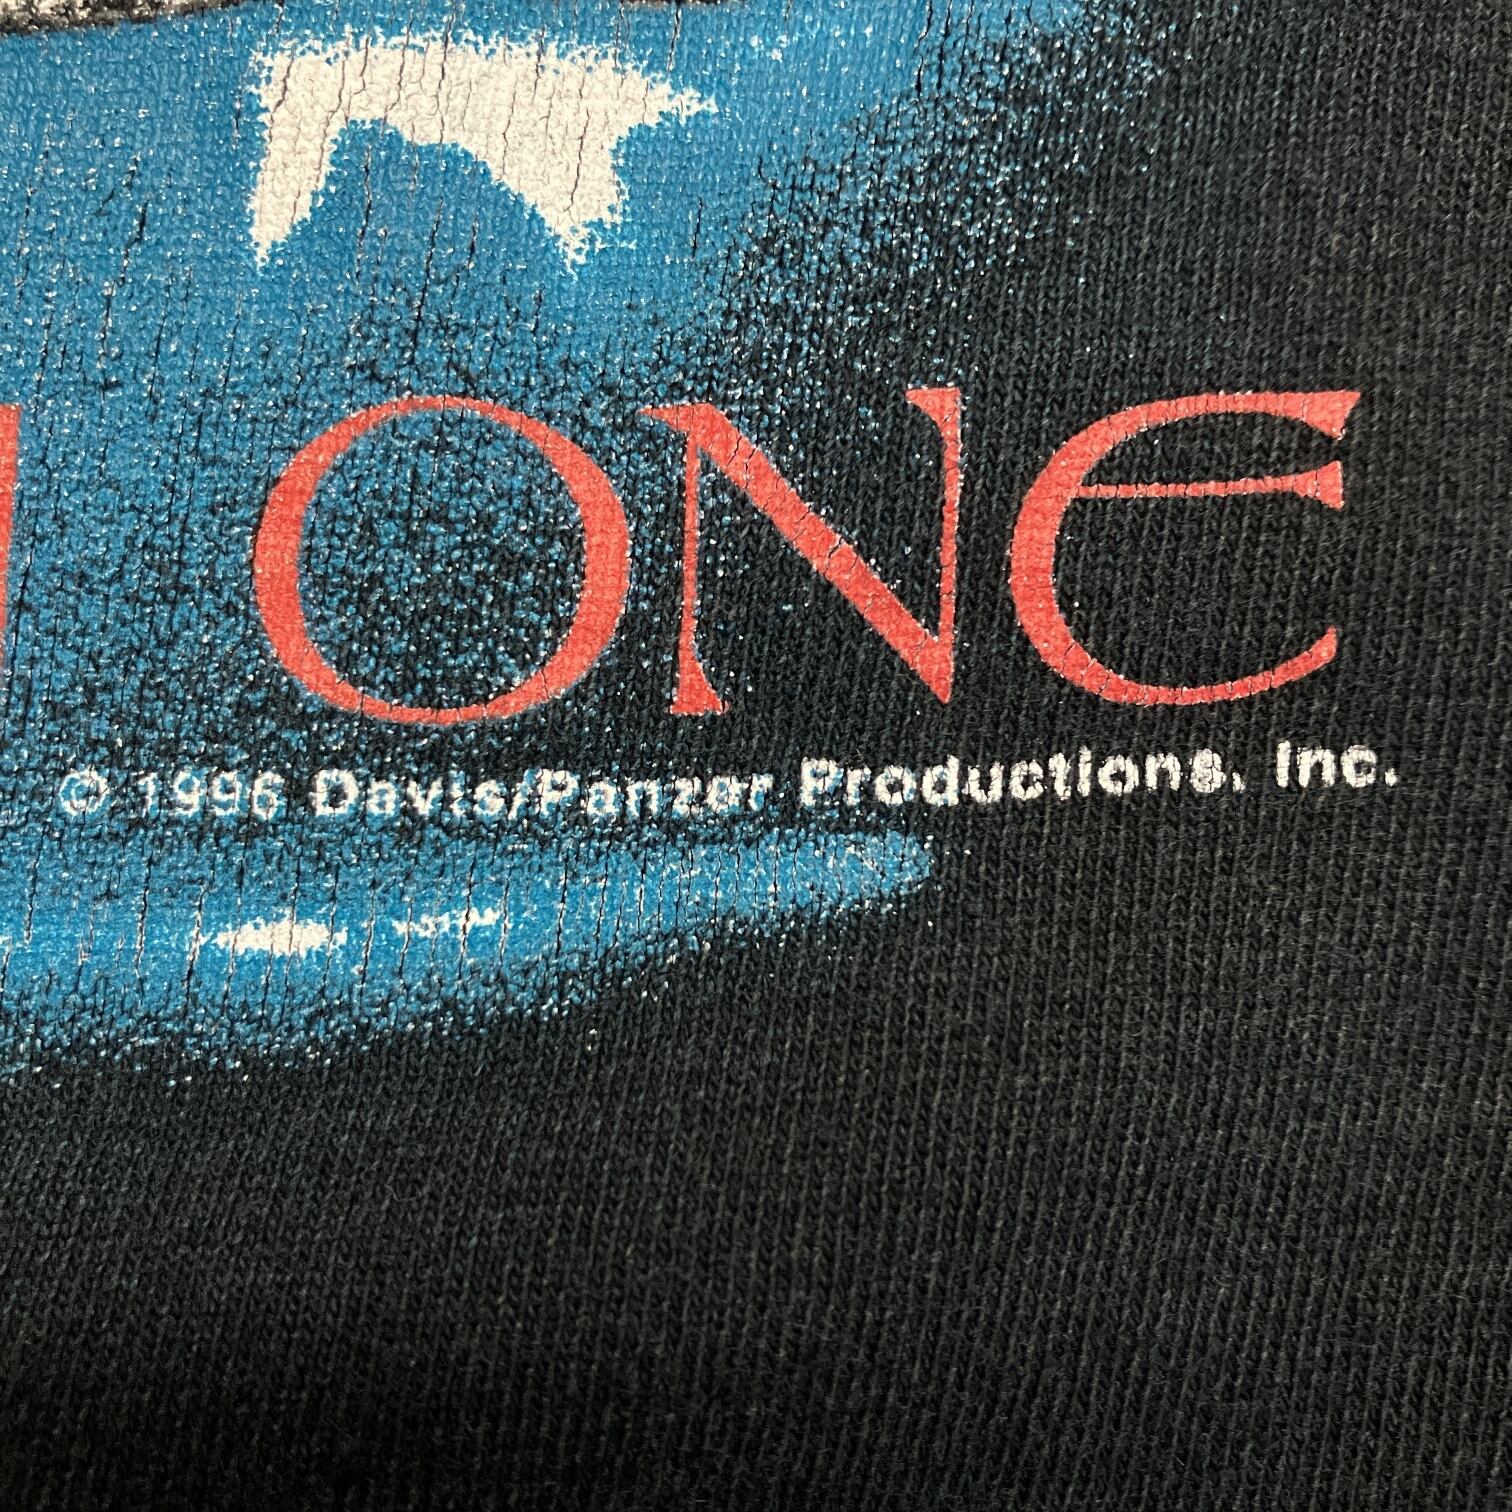 ONE
© 1996 Davis/Panzer Productions, Inc.